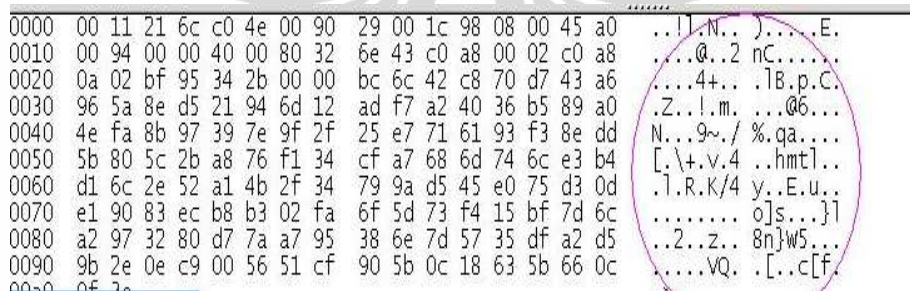 0000 00 11 21 6c c0 4e 00 90 29 00 1c 98 08 00 45 a0 ..!l.N.. ).....E.
0010 00 94 00 00 40 00 80 32 6e 43 c0 a8 00 02 c0 a8 ....@..2 nC......
0020 0a 02 bf 95 34 2b 00 00 bc 6c 42 c8 70 d7 43 a6 ....4+.. .lB.p.C.
0030 96 5a 8e d5 21 94 6d 12 ad f7 a2 40 36 b5 89 a0 .Z..!.m. ...@6...
0040 4e fa 8b 97 39 7e 9f 2f 25 e7 71 61 93 f3 8e dd N...9~./ %.qa....
0050 5b 80 5c 2b a8 76 f1 34 cf a7 68 6d 74 6c e3 b4 [.\+.v.4 ..hmtl..
0060 d1 6c 2e 52 a1 4b 2f 34 79 9a d5 45 e0 75 d3 0d .l.R.K/4 y..E.u..
0070 e1 90 83 ec b8 b3 02 fa 6f 5d 73 f4 15 bf 7d 6c ........ o]s...}l
0080 a2 97 32 80 d7 7a a7 95 38 6e 7d 57 35 df a2 d5 ..2..z.. 8n}W5...
0090 9b 2e 0e c9 00 56 51 cf 90 5b 0c 18 63 5b 66 0c .....VQ. .[..c[f.